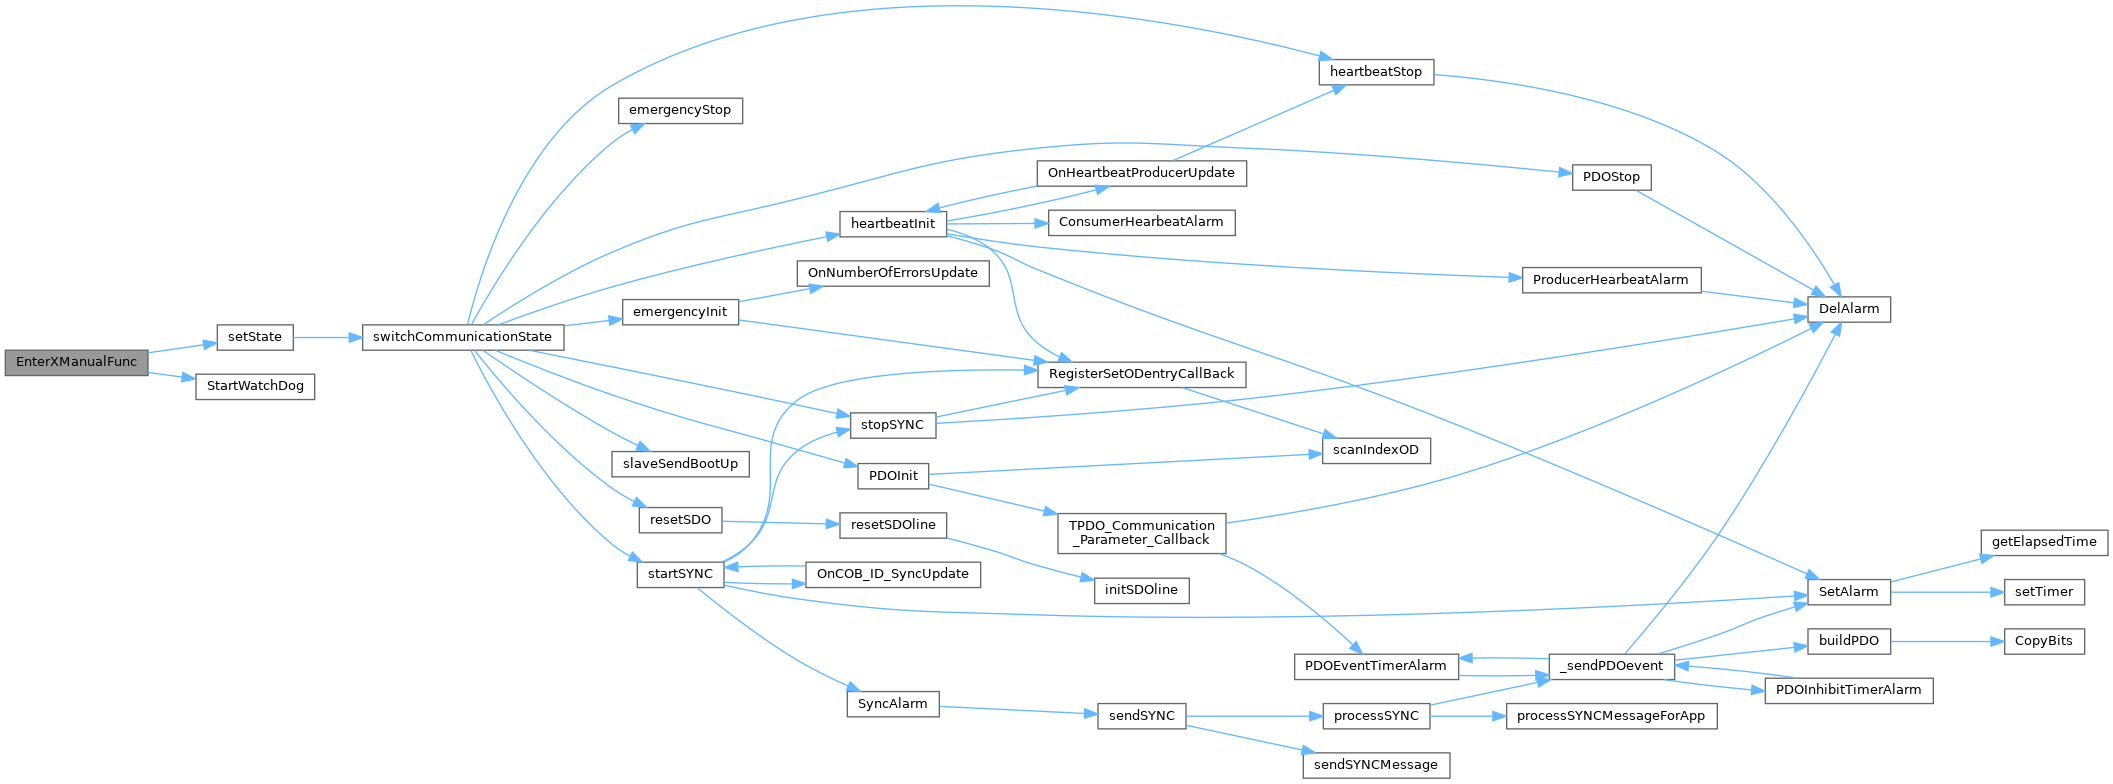 EnterXManualFunc
setState
StartWatchDog
switchCommunicationState
emergencyStop
emergencyInit
slaveSendBootUp
resetSDO
startSYNC
OnNumberOfErrorsUpdate
heartbeatInit
stopSYNC
PDOInit
resetSDOline
OnCOB_ID_SyncUpdate
SyncAlarm
OnHeartbeatProducerUpdate
ConsumerHearbeatAlarm
RegisterSetODentryCallBack
TPDO_Communication
_Parameter_Callback
initSDOline
sendSYNC
heartbeatStop
scanIndexOD
PDOEventTimerAlarm
processSYNC
sendSYNCMessage
PDOStop
ProducerHearbeatAlarm
_sendPDOevent
processSYNCMessageForApp
DelAlarm
SetAlarm
buildPDO
PDOInhibitTimerAlarm
getElapsedTime
setTimer
CopyBits